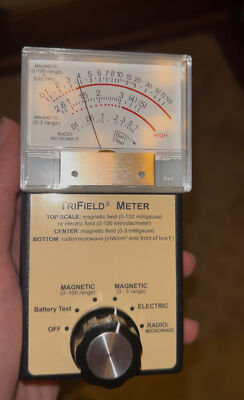 MAGNETIC
(0-100 range)
ELECTRIC
MAGNETIC
(0-3 range)
RADIO
MICROWAVE
HIGH
TRIFIELD® METER
TOP SCALE: magnetic field (0-100 milligauss)
or electric field (0-100 kilovolts/meter)
CENTER: magnetic field (0-3 milligauss)
BOTTOM: radio/microwave (mW/cm² into front of box↑)
MAGNETIC MAGNETIC
(0-100 range) (0-3 range)
Battery Test ELECTRIC
OFF RADIO/
MICROWAVE